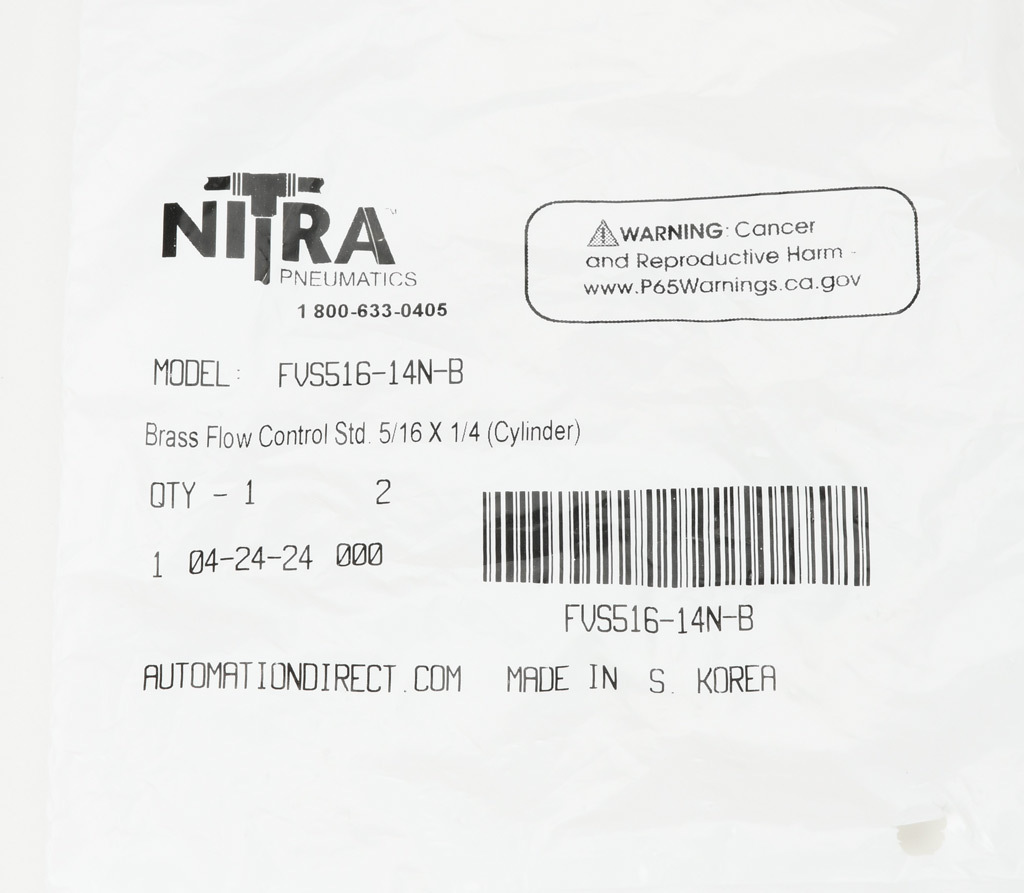 NITRA™
PNEUMATICS
1 800-633-0405
⚠WARNING: Cancer
and Reproductive Harm -
www.P65Warnings.ca.gov
MODEL: FVS516-14N-B
Brass Flow Control Std. 5/16 X 1/4 (Cylinder)
QTY - 1 2
1 04-24-24 000
FVS516-14N-B
AUTOMATIONDIRECT.COM MADE IN S. KOREA